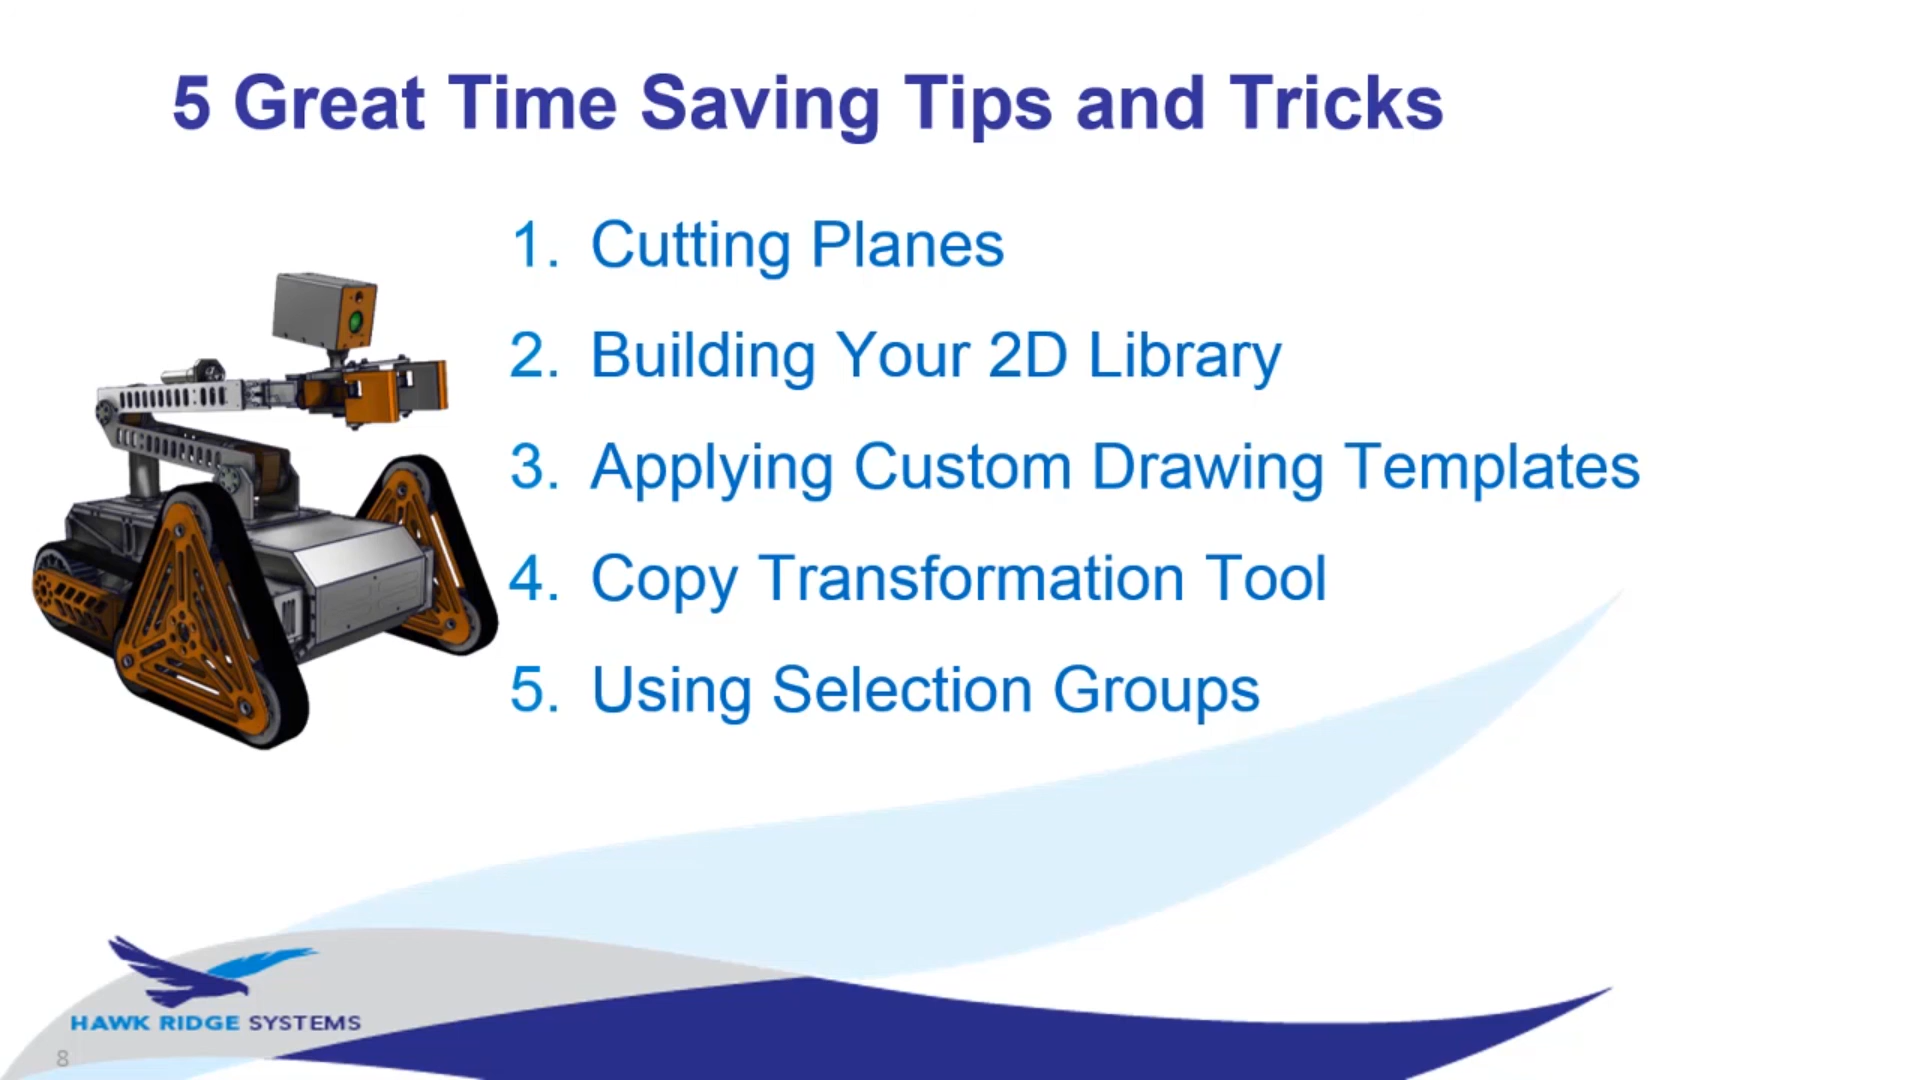 5 Great Time Saving Tips and Tricks
1. Cutting Planes
2. Building Your 2D Library
3. Applying Custom Drawing Templates
4. Copy Transformation Tool
5. Using Selection Groups
HAWK RIDGE SYSTEMS
8